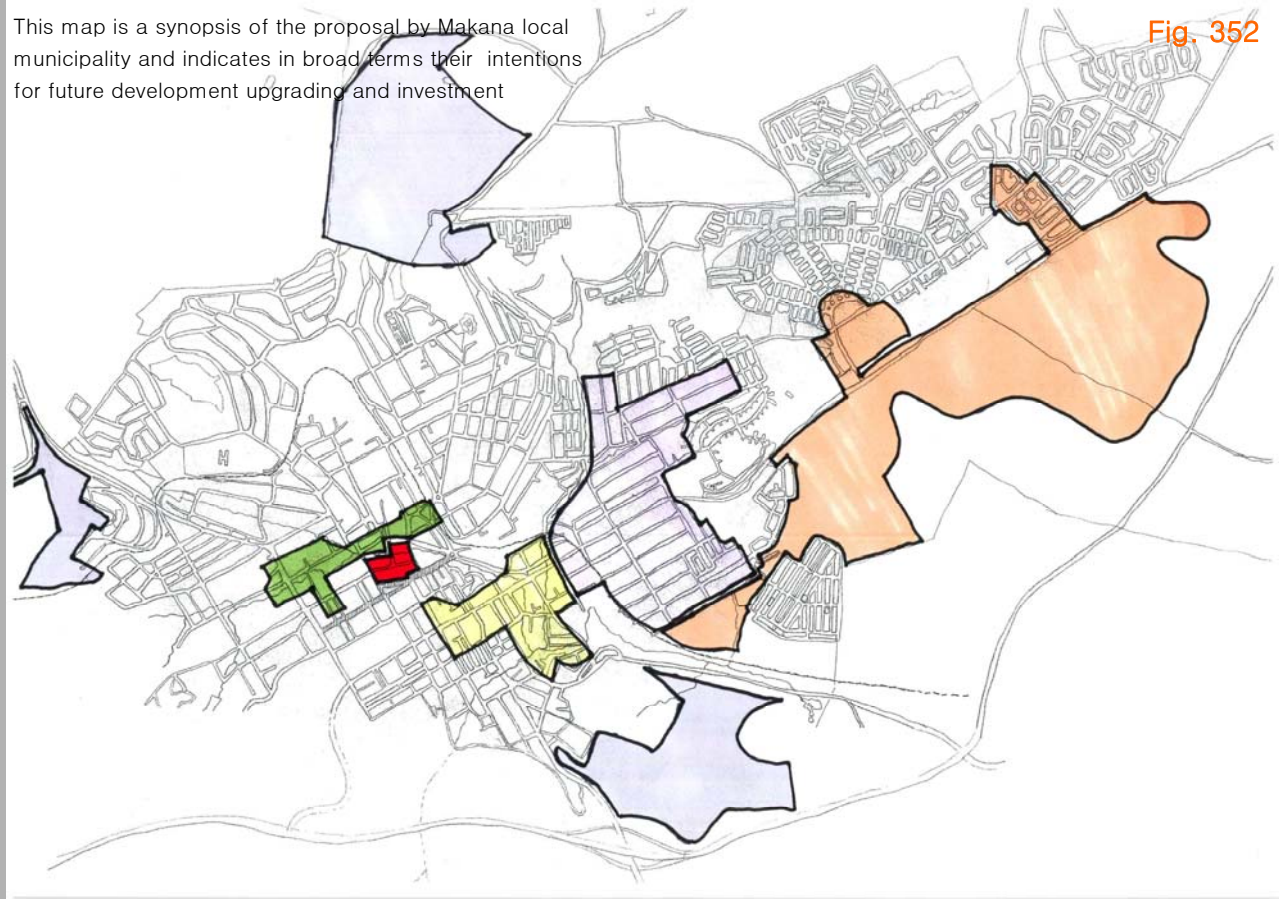 This map is a synopsis of the proposal by Makana local
municipality and indicates in broad terms their intentions
for future development upgrading and investment
Fig. 352
H